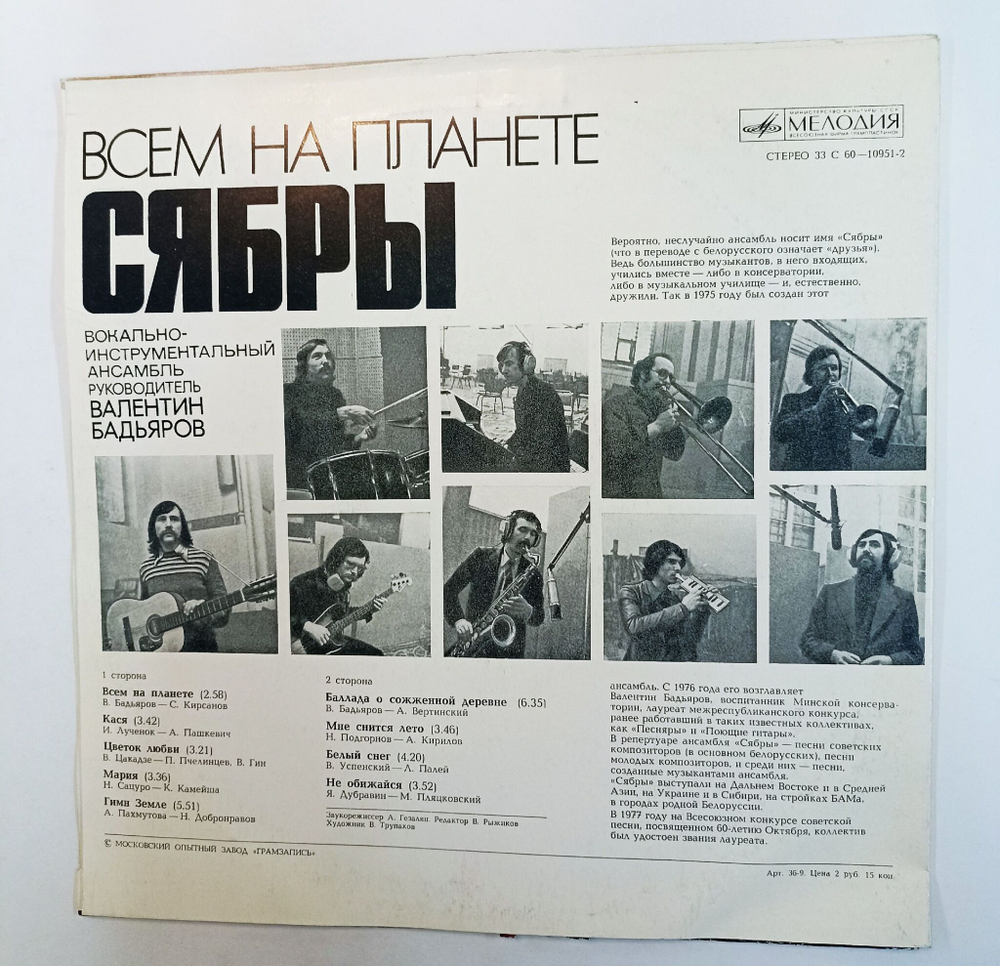 ВСЕМ НА ПЛАНЕТЕ
СЯБРЫ
МИНИСТЕРСТВО КУЛЬТУРЫ СССР
МЕЛОДИЯ
ВСЕСОЮЗНАЯ ФИРМА ГРАМПЛАСТИНОК
СТЕРЕО 33 С 60—10951-2
ВОКАЛЬНО-
ИНСТРУМЕНТАЛЬНЫЙ
АНСАМБЛЬ
РУКОВОДИТЕЛЬ
ВАЛЕНТИН
БАДЬЯРОВ
Вероятно, неслучайно ансамбль носит имя «Сябры»
(что в переводе с белорусского означает «друзья»).
Ведь большинство музыкантов, в него входящих,
учились вместе — либо в консерватории,
либо в музыкальном училище — и, естественно,
дружили. Так в 1975 году был создан этот
1 сторона
Всем на планете (2.58)
В. Бадьяров — С. Кирсанов
Кася (3.42)
И. Лученок — А. Пашкевич
Цветок любви (3.21)
В. Цакадзе — П. Пчелинцев, В. Гин
Мария (3.36)
Н. Сацуро — К. Камейша
Гимн Земле (5.51)
А. Пахмутова — Н. Добронравов
2 сторона
Баллада о сожженной деревне (6.35)
В. Бадьяров — А. Вертинский
Мне снится лето (3.46)
Н. Подгорнов — А. Кирилов
Белый снег (4.20)
В. Успенский — Л. Палей
Не обижайся (3.52)
Я. Дубравин — М. Пляцковский
Звукорежиссер А. Гезалян. Редактор В. Рыжиков
Художник В. Трупаков
ансамбль. С 1976 года его возглавляет
Валентин Бадьяров, воспитанник Минской консерва-
тории, лауреат межреспубликанского конкурса,
ранее работавший в таких известных коллективах,
как «Песняры» и «Поющие гитары».
В репертуаре ансамбля «Сябры» — песни советских
композиторов (в основном белорусских), песни
молодых композиторов, и среди них — песни,
созданные музыкантами ансамбля.
«Сябры» выступали на Дальнем Востоке и в Средней
Азии, на Украине и в Сибири, на стройках БАМа,
в городах родной Белоруссии.
В 1977 году на Всесоюзном конкурсе советской
песни, посвященном 60-летию Октября, коллектив
был удостоен звания лауреата.
© МОСКОВСКИЙ ОПЫТНЫЙ ЗАВОД «ГРАМЗАПИСЬ»
Арт. 36-9. Цена 2 руб. 15 коп.